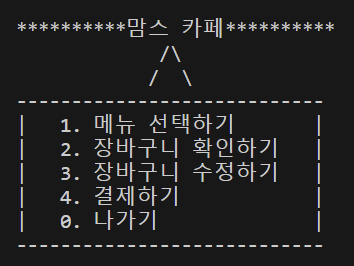 **********맘스 카페**********
/\
/  \
----------------------------
|   1. 메뉴 선택하기       |
|   2. 장바구니 확인하기   |
|   3. 장바구니 수정하기   |
|   4. 결제하기            |
|   0. 나가기              |
----------------------------